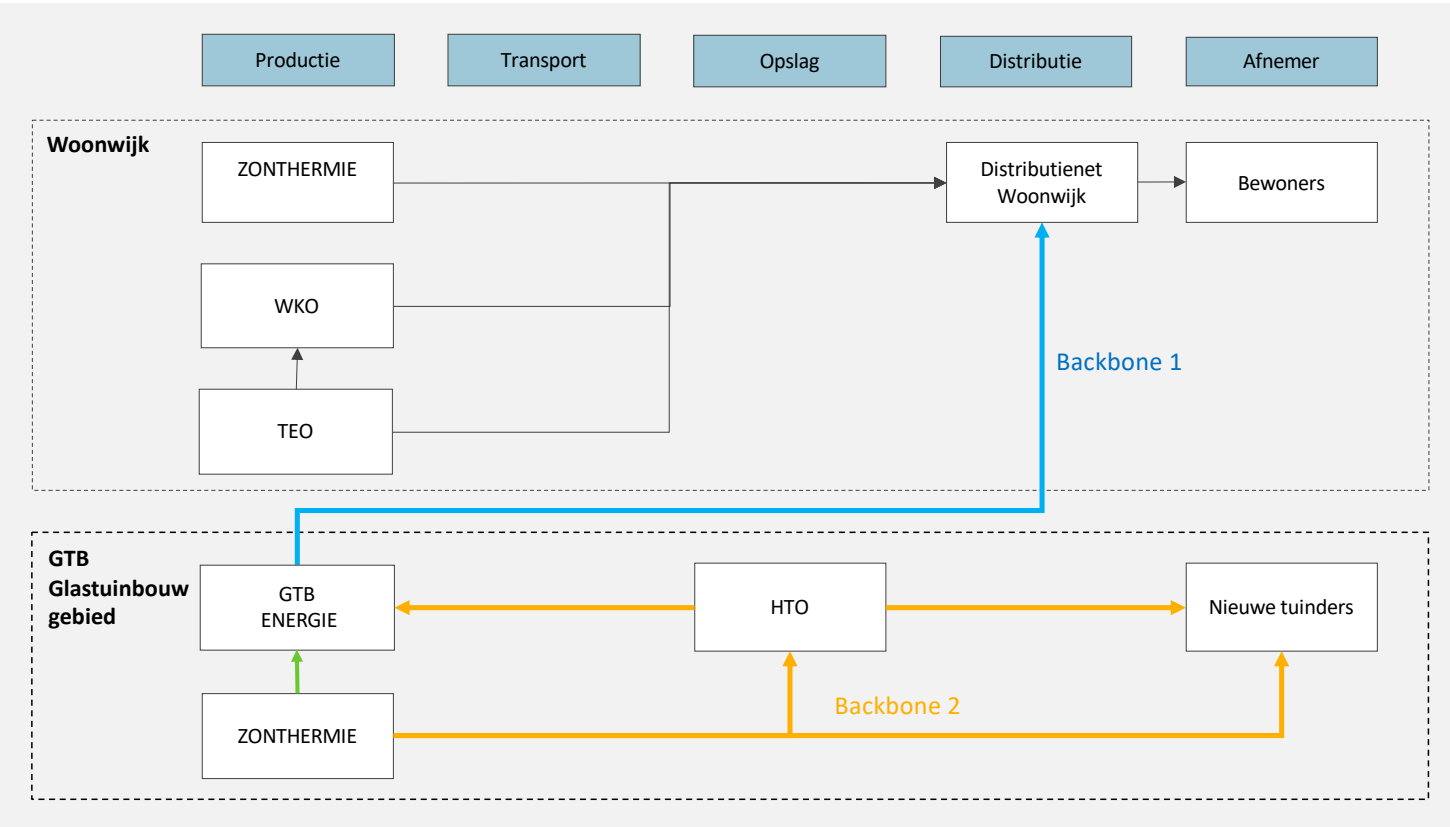 Productie
Transport
Opslag
Distributie
Afnemer
Woonwijk
ZONTHERMIE
Distributienet
Woonwijk
Bewoners
WKO
Backbone 1
TEO
GTB
Glastuinbouw
gebied
GTB
ENERGIE
HTO
Nieuwe tuinders
Backbone 2
ZONTHERMIE